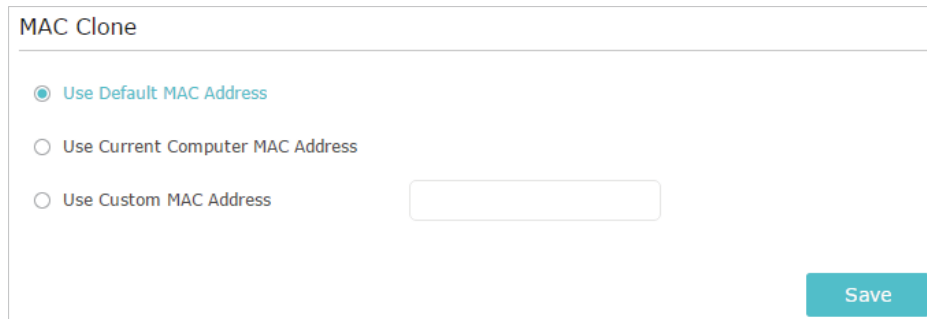 MAC Clone
Use Default MAC Address
Use Current Computer MAC Address
Use Custom MAC Address
Save